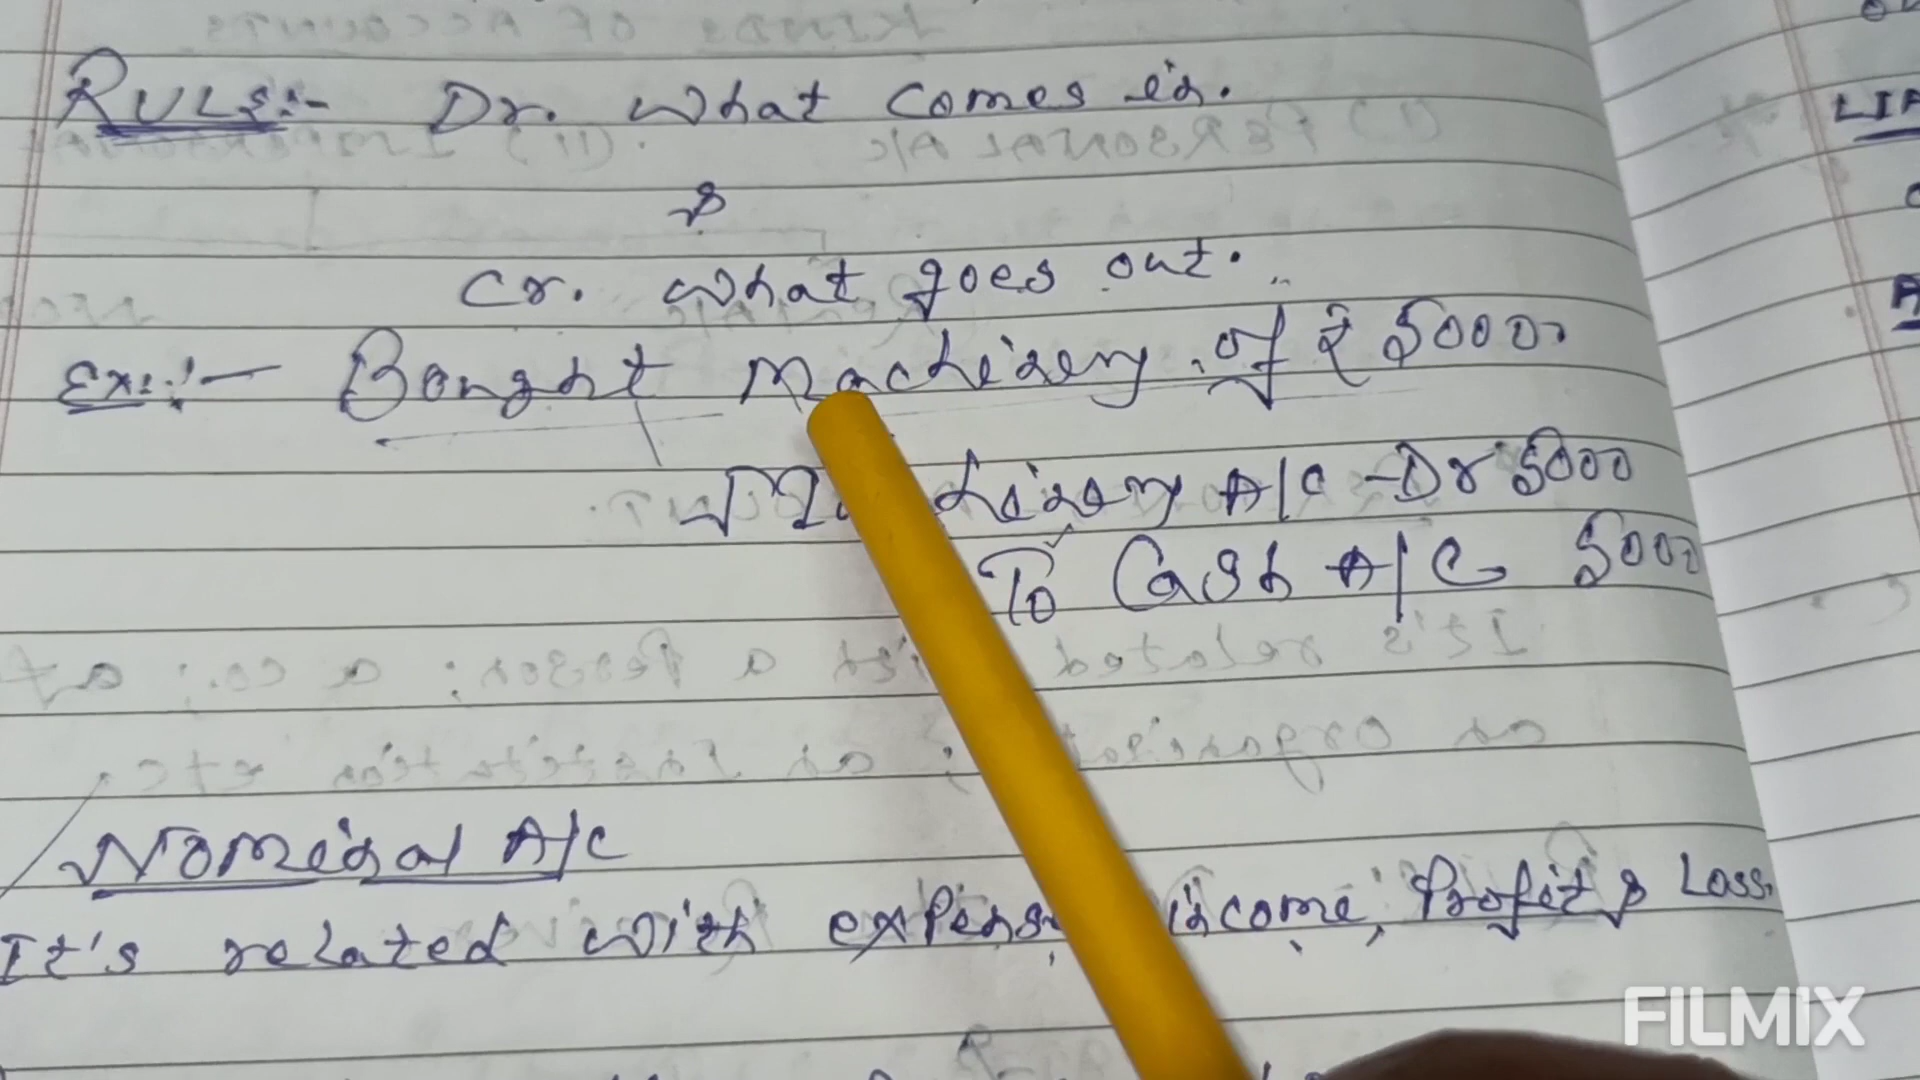 RULE:- Dr. what comes in.
&
Cr. what goes out.
Ex:- Bought machinery of ₹ 5000
Machinery A/C - Dr 5000
To Cash A/C 5000
Nominal A/C
It's related with expense, income, Profit & Loss.
LIA
FILMIX